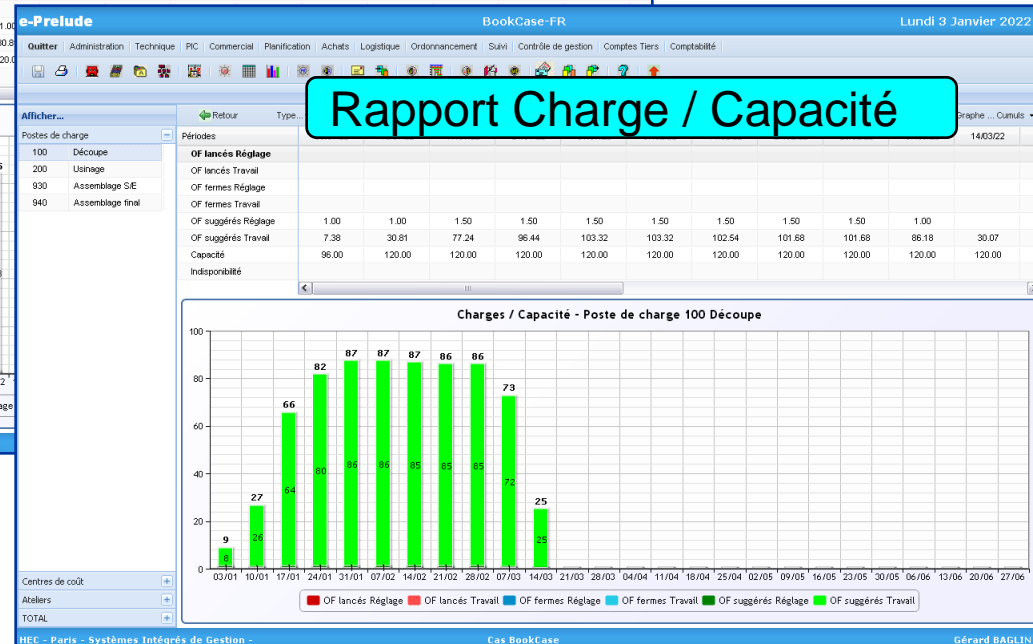 e-Prelude BookCase-FR Lundi 3 Janvier 2022
Quitter Administration Technique PIC Commercial Planification Achats Logistique Ordonnancement Suivi Contrôle de gestion Comptes Tiers Comptabilité
Rapport Charge / Capacité
Afficher...
Retour Type... Graphe ... Cumuls
Postes de charge
100 Découpe
200 Usinage
930 Assemblage S/E
940 Assemblage final
Périodes 14/03/22
OF lancés Réglage
OF lancés Travail
OF fermes Réglage
OF fermes Travail
OF suggérés Réglage 1.00 1.00 1.50 1.50 1.50 1.50 1.50 1.50 1.50 1.00
OF suggérés Travail 7.38 30.81 77.24 96.44 103.32 103.32 102.54 101.68 101.68 86.18 30.07
Capacité 96.00 120.00 120.00 120.00 120.00 120.00 120.00 120.00 120.00 120.00 120.00
Indisponibilité
Charges / Capacité - Poste de charge 100 Découpe
100
80
60
40
20
0
9 27 66 82 87 87 87 86 86 73 25
8 26 64 80 86 86 85 85 85 72 25
03/01 10/01 17/01 24/01 31/01 07/02 14/02 21/02 28/02 07/03 14/03 21/03 28/03 04/04 11/04 18/04 25/04 02/05 09/05 16/05 23/05 30/05 06/06 13/06 20/06 27/06
OF lancés Réglage OF lancés Travail OF fermes Réglage OF fermes Travail OF suggérés Réglage OF suggérés Travail
Centres de coût
Ateliers
TOTAL
HEC - Paris - Systèmes Intégrés de Gestion - Cas BookCase Gérard BAGLIN